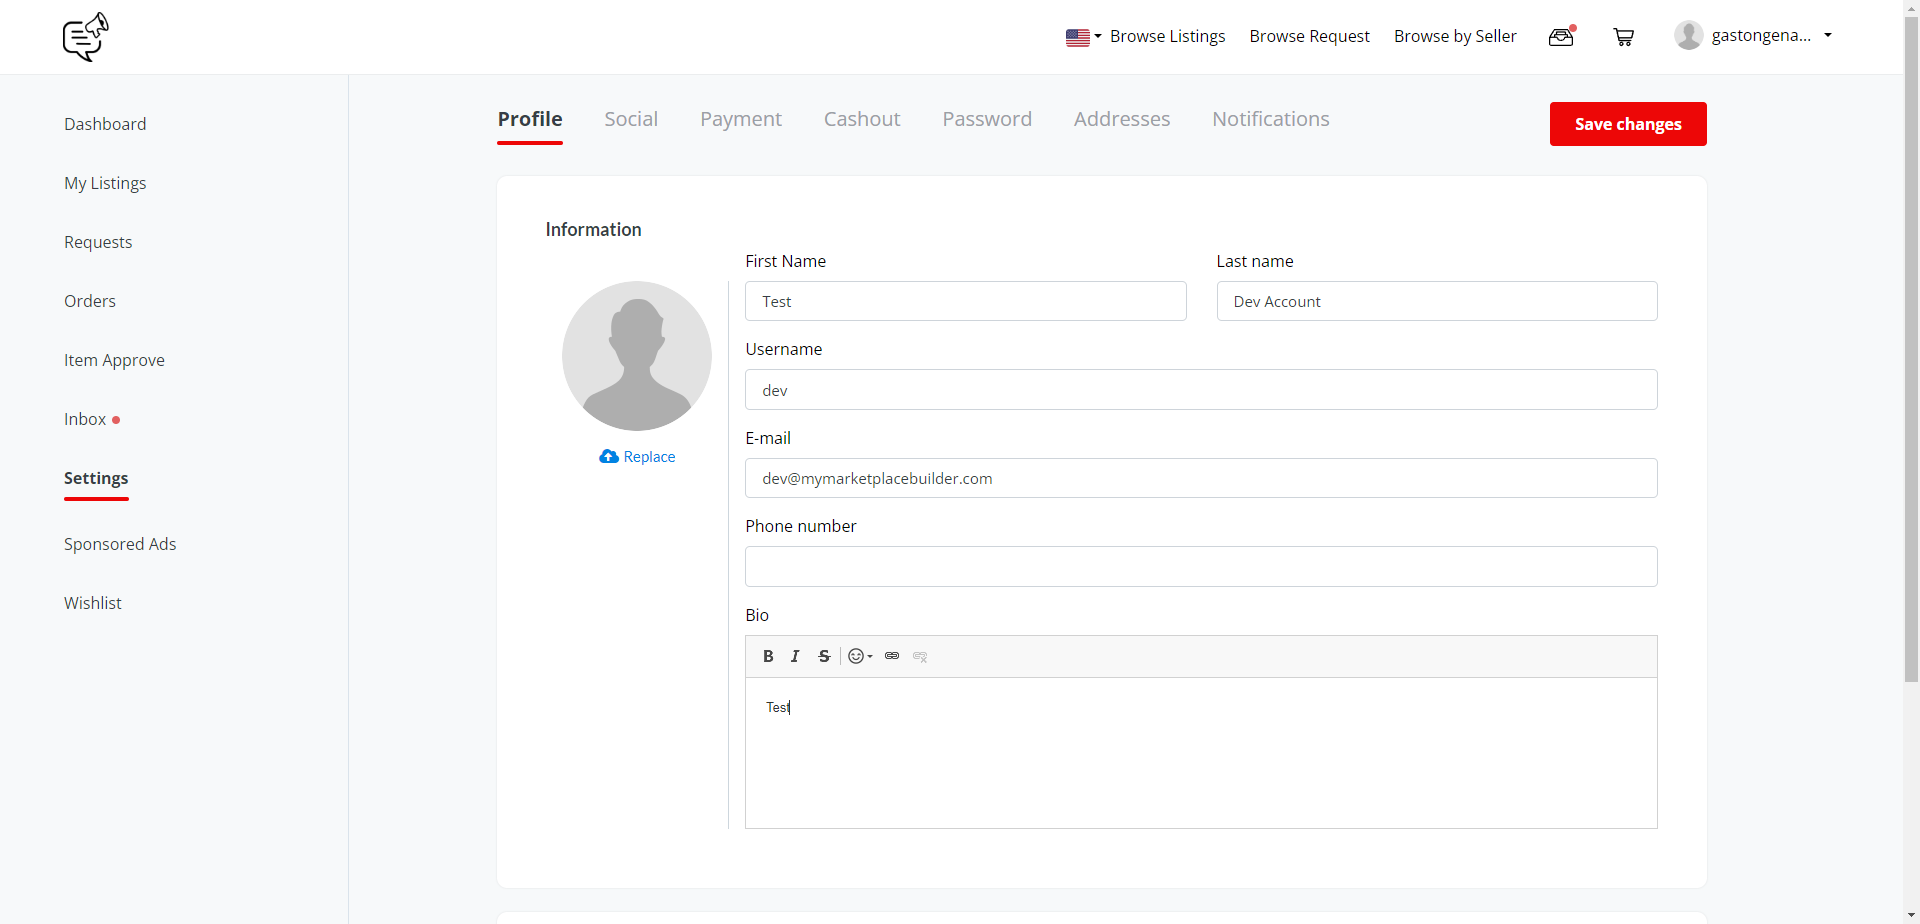 Browse Listings Browse Request Browse by Seller gastongena...
Dashboard
My Listings
Requests
Orders
Item Approve
Inbox
Settings
Sponsored Ads
Wishlist
Profile Social Payment Cashout Password Addresses Notifications Save changes
Information
Replace
First Name Last name
Test Dev Account
Username
dev
E-mail
dev@mymarketplacebuilder.com
Phone number
Bio
B I S
Test